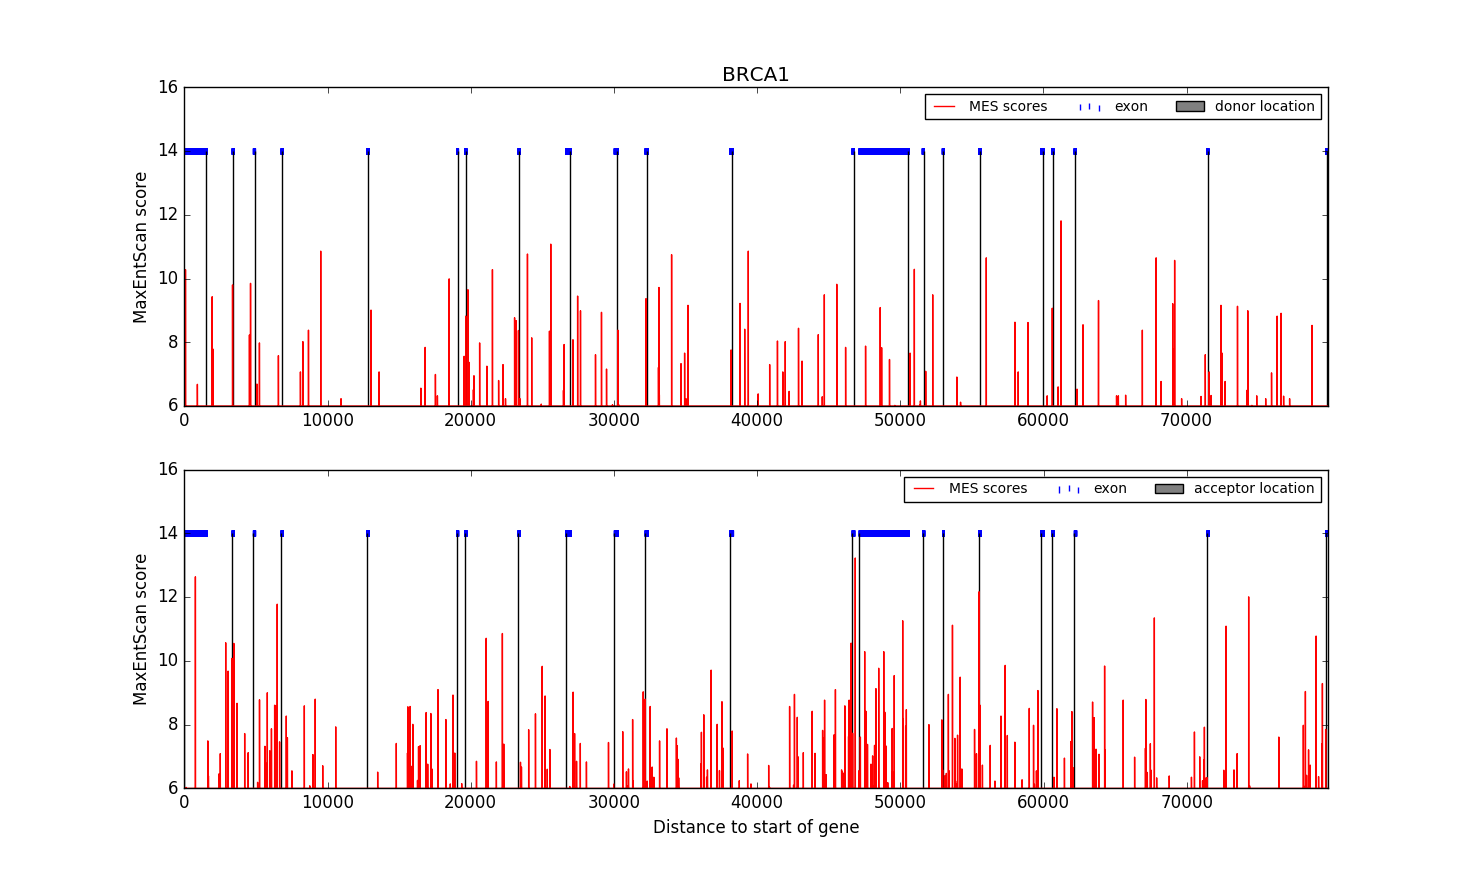 BRCA1
MES scores exon donor location
MaxEntScan score
16
14
12
10
8
6
0 10000 20000 30000 40000 50000 60000 70000
MES scores exon acceptor location
MaxEntScan score
16
14
12
10
8
6
0 10000 20000 30000 40000 50000 60000 70000
Distance to start of gene